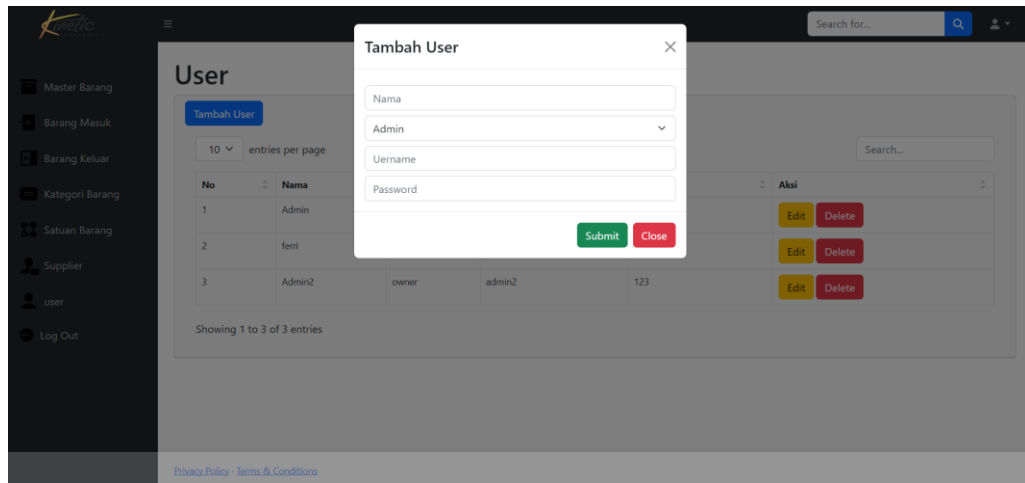 Kinetic
Search for...
Tambah User
User
Nama
Admin
Uername
Password
Submit Close
Master Barang
Barang Masuk
Barang Keluar
Kategori Barang
Satuan Barang
Supplier
user
Log Out
Tambah User
10 entries per page
Search...
No Nama Aksi
1 Admin Edit Delete
2 ferri Edit Delete
3 Admin2 owner admin2 123 Edit Delete
Showing 1 to 3 of 3 entries
Privacy Policy · Terms & Conditions